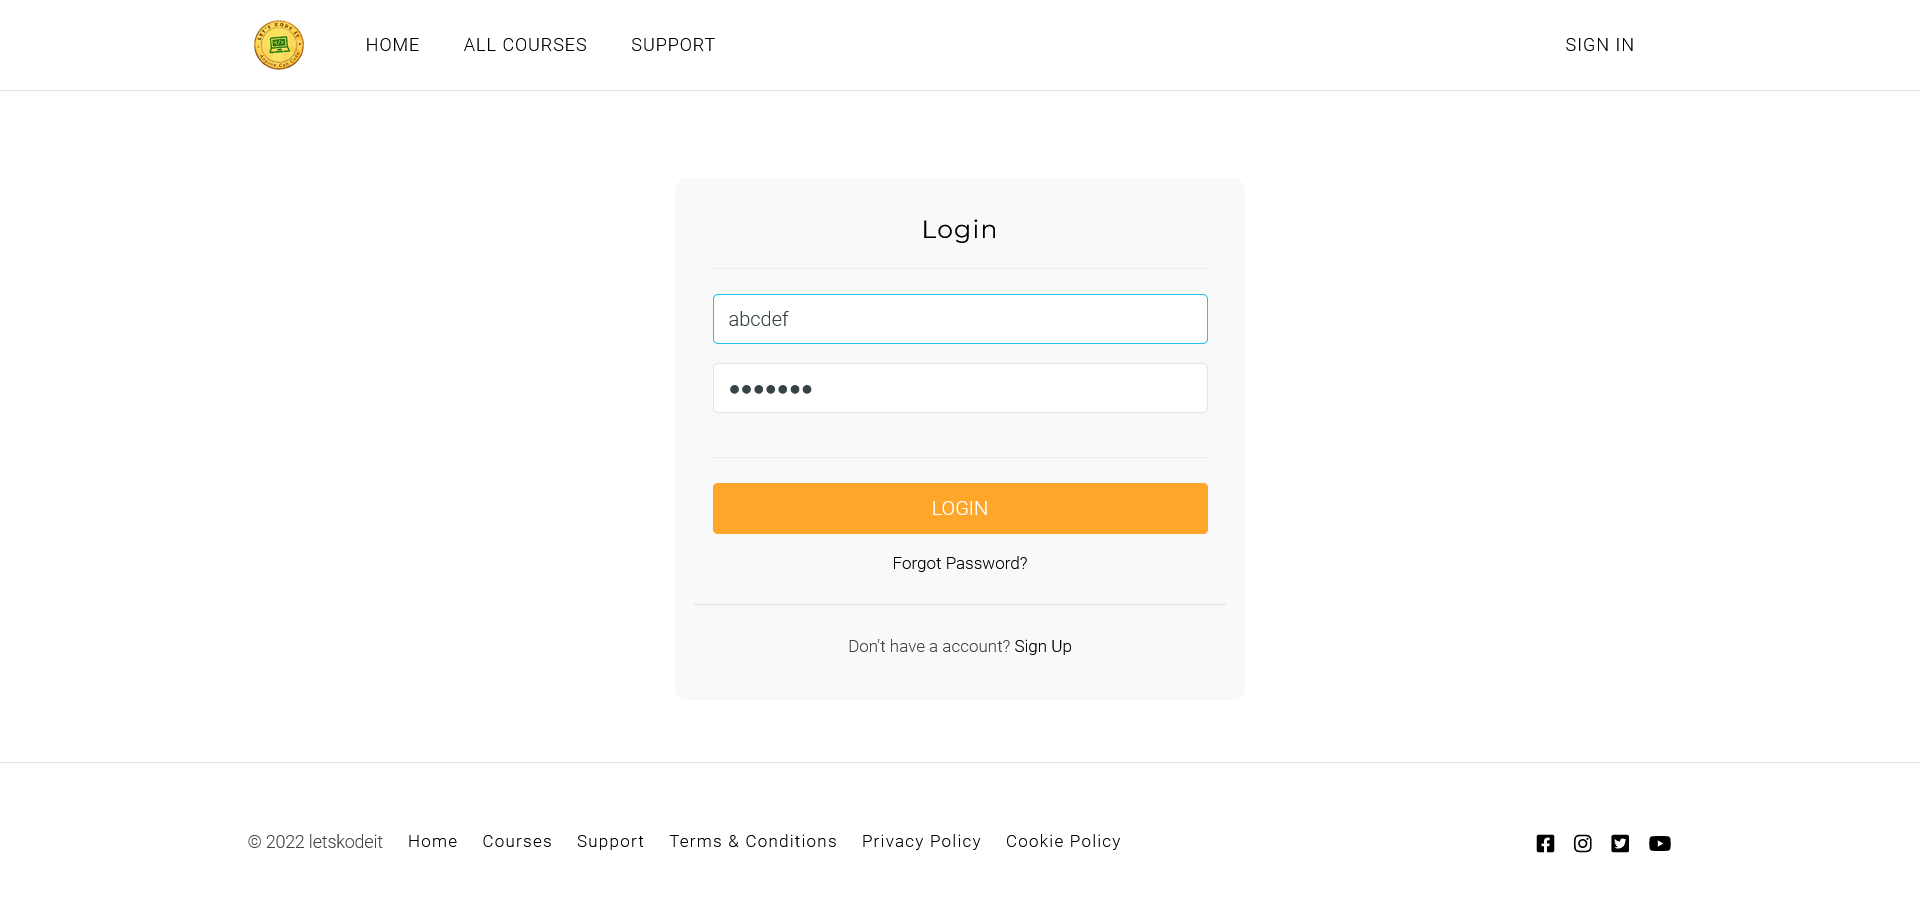 HOME ALL COURSES SUPPORT SIGN IN
Login
abcdef
●●●●●●●
LOGIN
Forgot Password?
Don't have a account? Sign Up
© 2022 letskodeit Home Courses Support Terms & Conditions Privacy Policy Cookie Policy